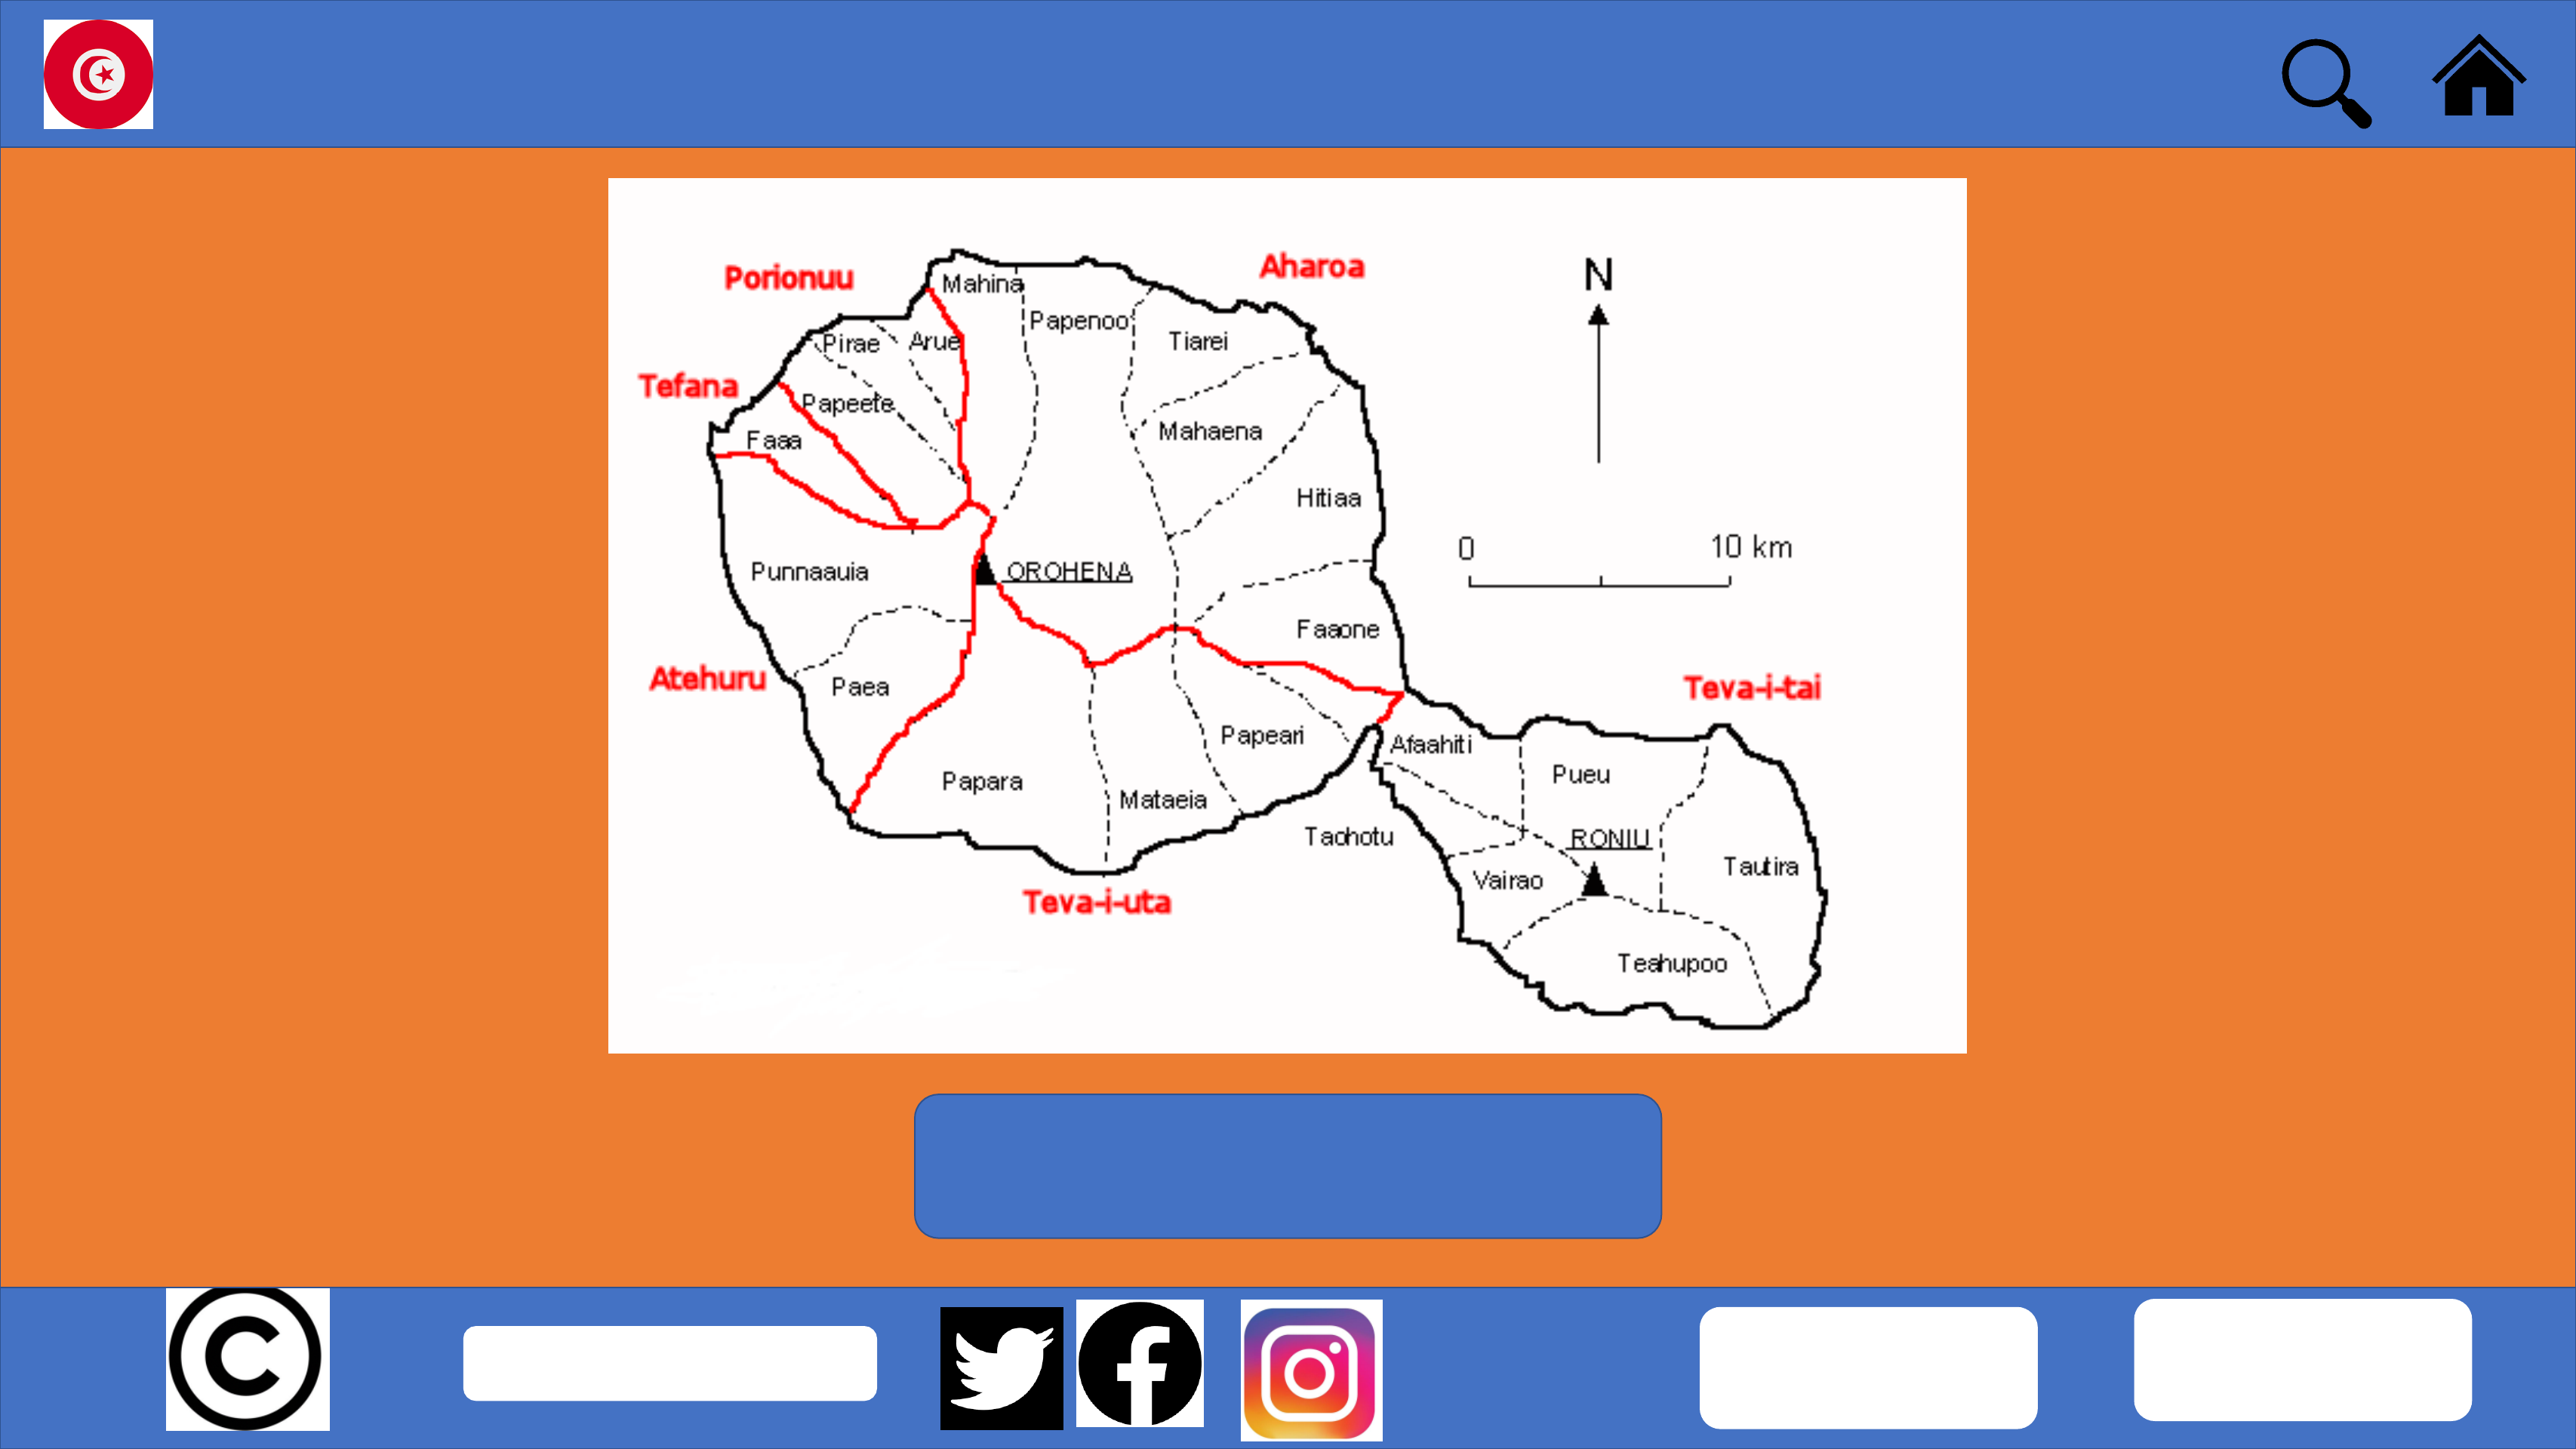 N
Porionuu
Aharoa
Mahina
Papenoo
Pirae
Arue
Tiarei
Tefana
Papeete
Faaa
Mahaena
Hitiaa
0
10 km
Punnaauia
OROHENA
Faaone
Atehuru
Paea
Teva-i-tai
Papeari
Afaahiti
Pueu
Papara
Mataeia
Taohotu
RONIU
Vairao
Tautira
Teva-i-uta
Teahupoo